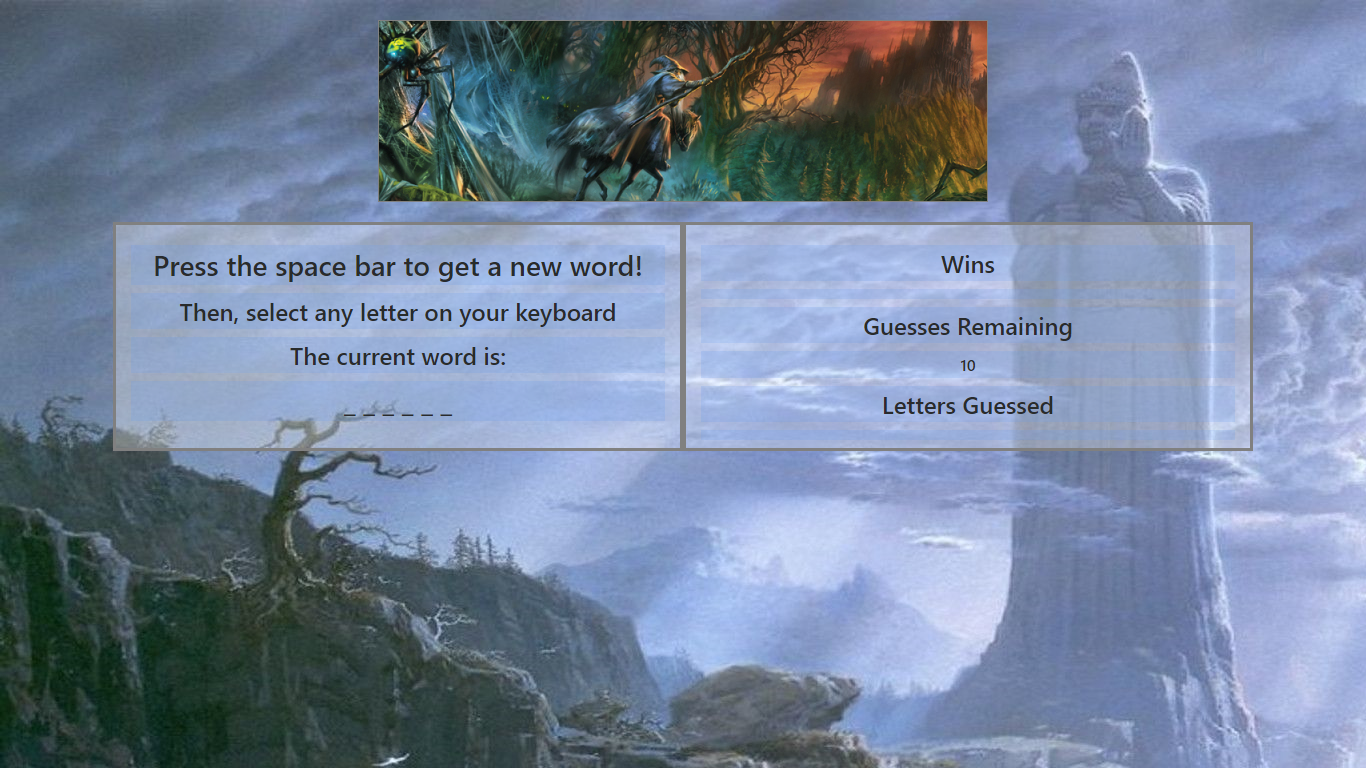 Press the space bar to get a new word!
Then, select any letter on your keyboard
The current word is:
_ _ _ _ _ _
Wins
Guesses Remaining
10
Letters Guessed